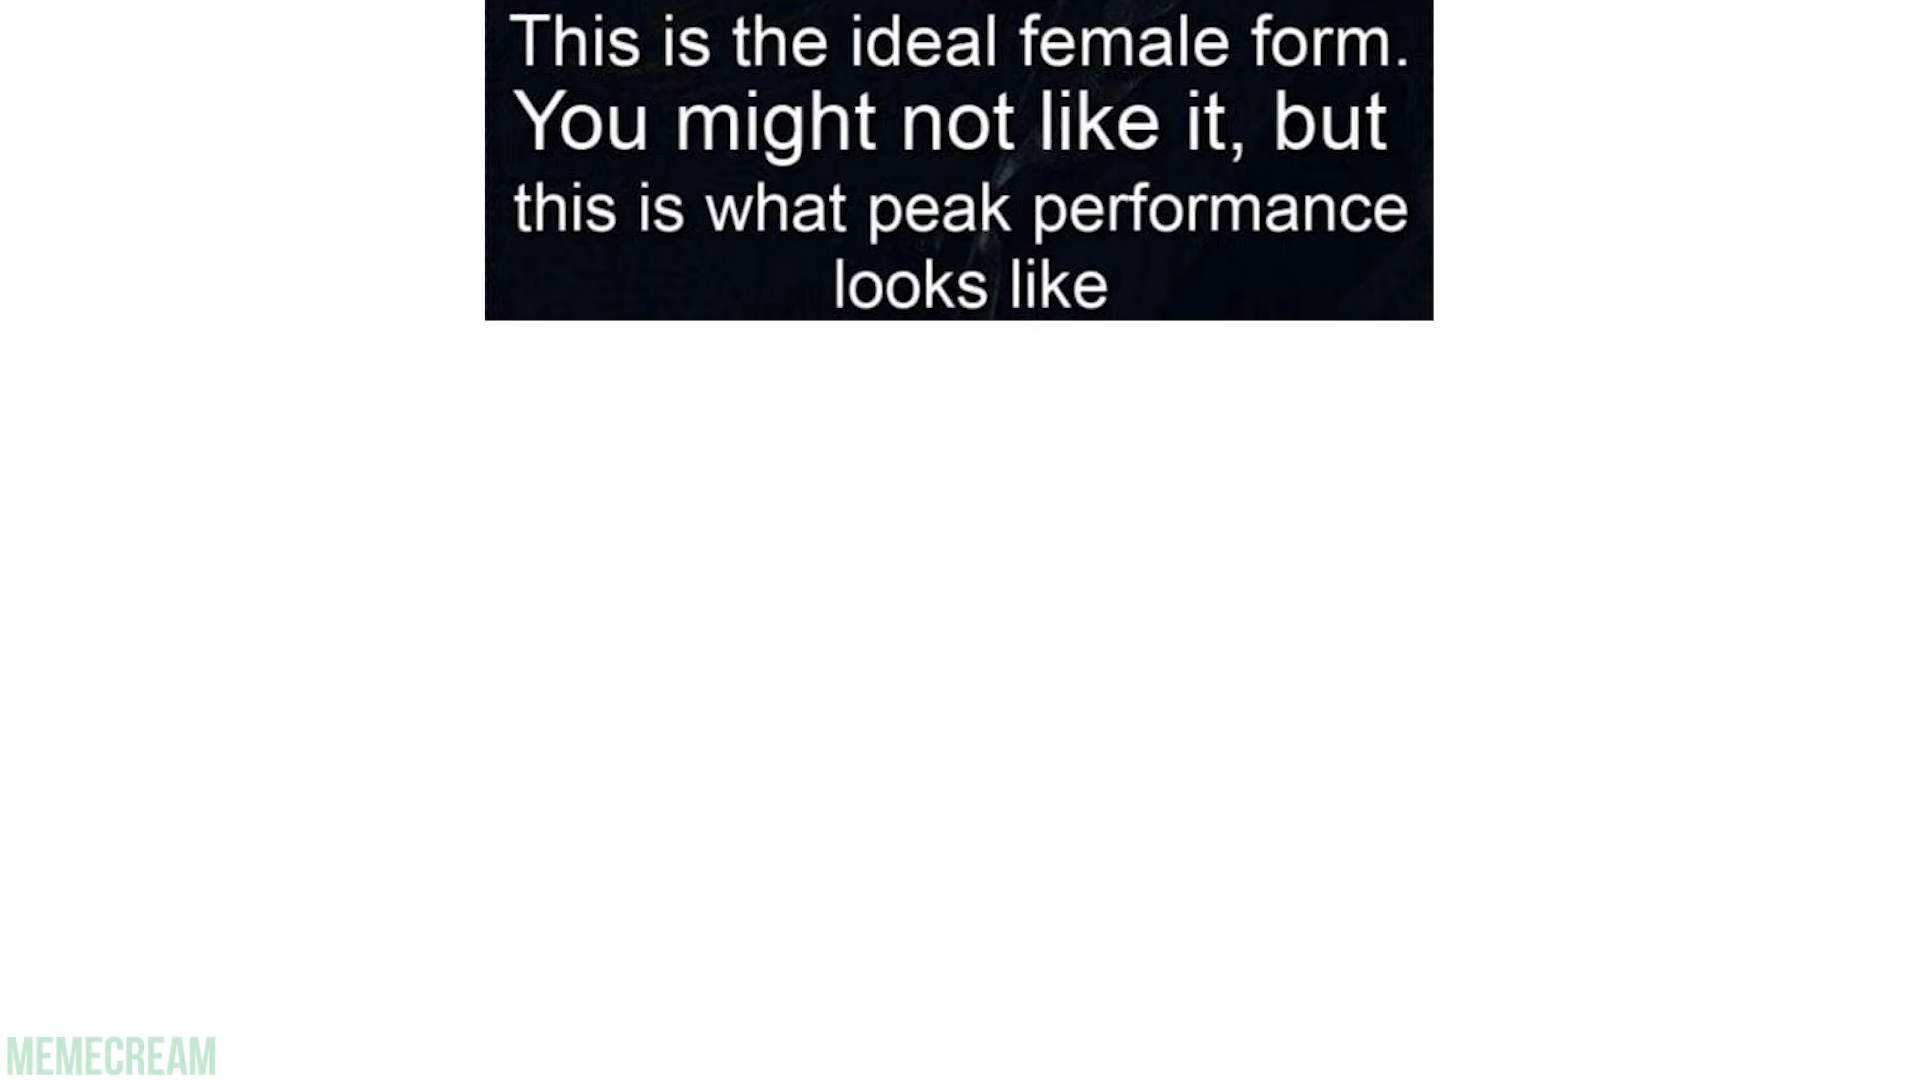 This is the ideal female form.
You might not like it, but
this is what peak performance
looks like
MEMECREAM